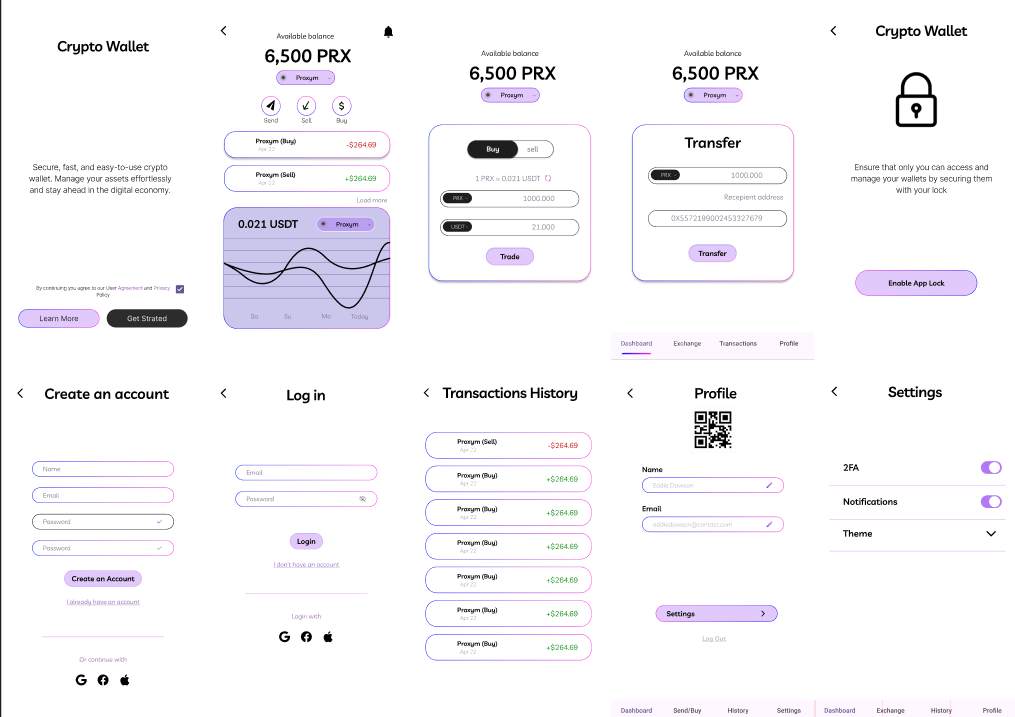 Crypto Wallet
Secure, fast, and easy-to-use crypto
wallet. Manage your assets effortlessly
and stay ahead in the digital economy.
By continuing you agree to our User Agreement and Privacy
Policy
Learn More
Get Strated
Available balance
6,500 PRX
Proxym
Send
Sell
Buy
Proxym (Buy)
-$264.69
Apr 22
Proxym (Sell)
+$264.69
Apr 22
Load more
0.021 USDT
Proxym
Sa
Su
Mo
Today
Available balance
6,500 PRX
Proxym
Buy
sell
1 PRX = 0.021 USDT
PRX
1000.000
USDT
21.000
Trade
Available balance
6,500 PRX
Proxym
Transfer
PRX
1000.000
Recepient address
0X5572189002453327679
Transfer
Dashboard
Exchange
Transactions
Profile
Crypto Wallet
Ensure that only you can access and
manage your wallets by securing them
with your lock
Enable App Lock
Create an account
Name
Email
Password
Password
Create an Account
I already have an account
Or continue with
Log in
Email
Password
Login
I don't have an account
Login with
Transactions History
Proxym (Sell)
-$264.69
Apr 22
Proxym (Buy)
+$264.69
Apr 22
Proxym (Buy)
+$264.69
Apr 22
Proxym (Buy)
+$264.69
Apr 22
Proxym (Buy)
+$264.69
Apr 22
Proxym (Buy)
+$264.69
Apr 22
Proxym (Buy)
+$264.69
Apr 22
Profile
Name
Eddie Dawson
Email
eddiedawson@contact.com
Settings
Log Out
Dashboard
Send/Buy
History
Settings
Settings
2FA
Notifications
Theme
Dashboard
Exchange
History
Profile